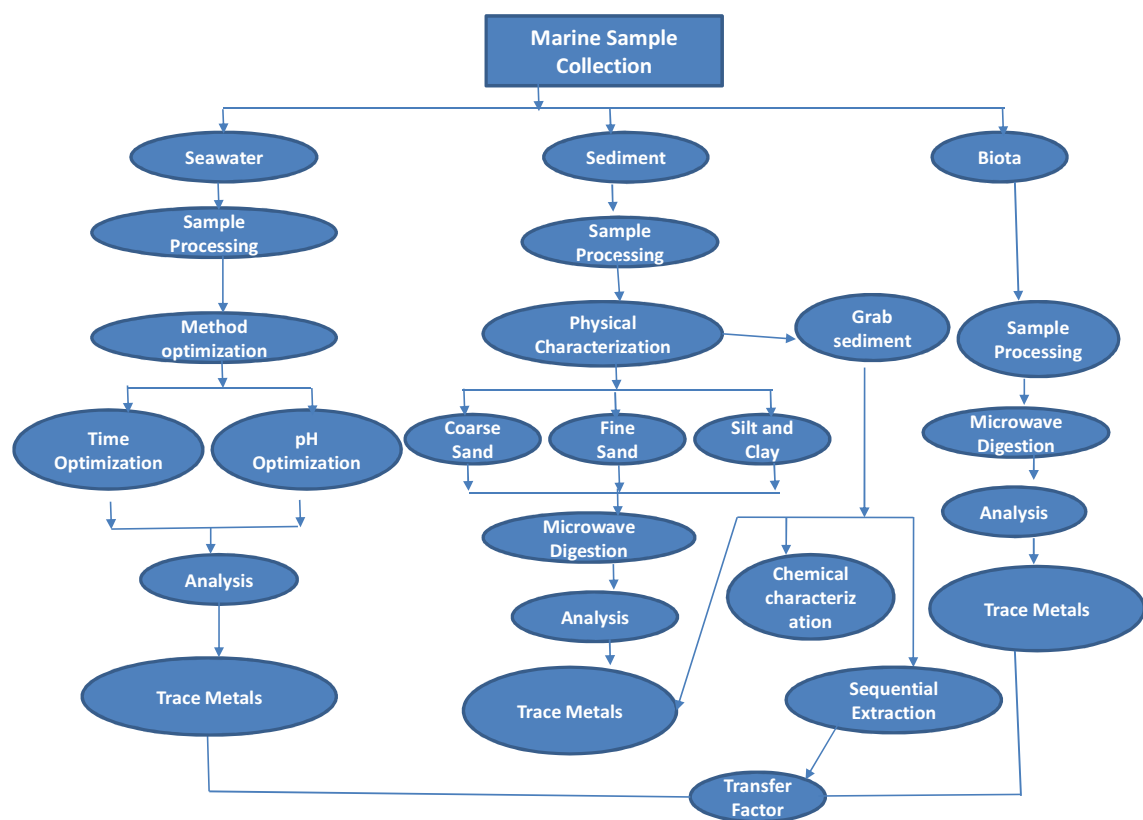 Marine Sample
Collection
Seawater
Sediment
Biota
Sample
Processing
Sample
Processing
Method
optimization
Physical
Characterization
Grab
sediment
Sample
Processing
Time
Optimization
pH
Optimization
Coarse
Sand
Fine
Sand
Silt and
Clay
Microwave
Digestion
Microwave
Digestion
Analysis
Analysis
Chemical
characteriz
ation
Analysis
Trace Metals
Trace Metals
Trace Metals
Sequential
Extraction
Transfer
Factor